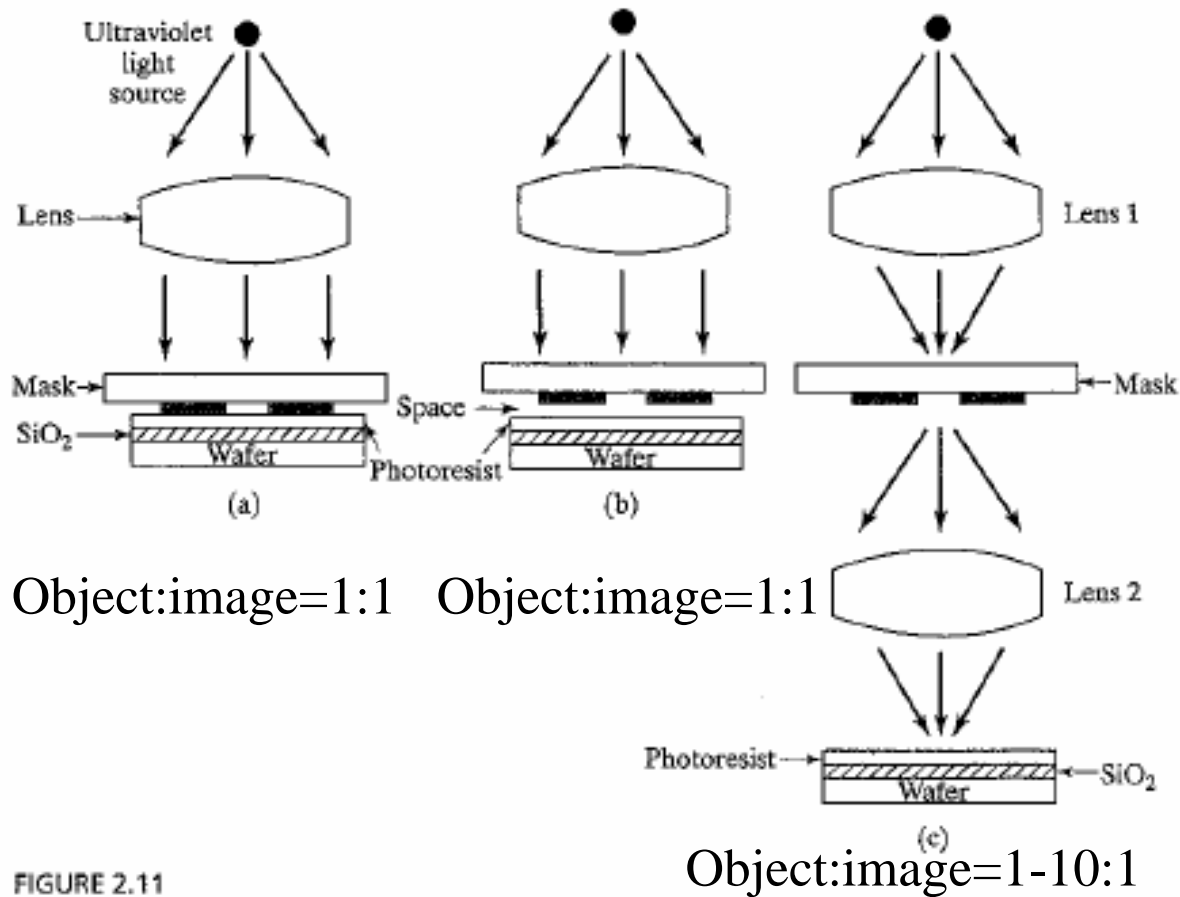 Ultraviolet
light
source
Lens
Mask
SiO₂
Wafer
(a)
Space
Photoresist
Wafer
(b)
Lens 1
Mask
Lens 2
Photoresist
SiO₂
Wafer
(c)
Object:image=1:1
Object:image=1:1
Object:image=1-10:1
FIGURE 2.11